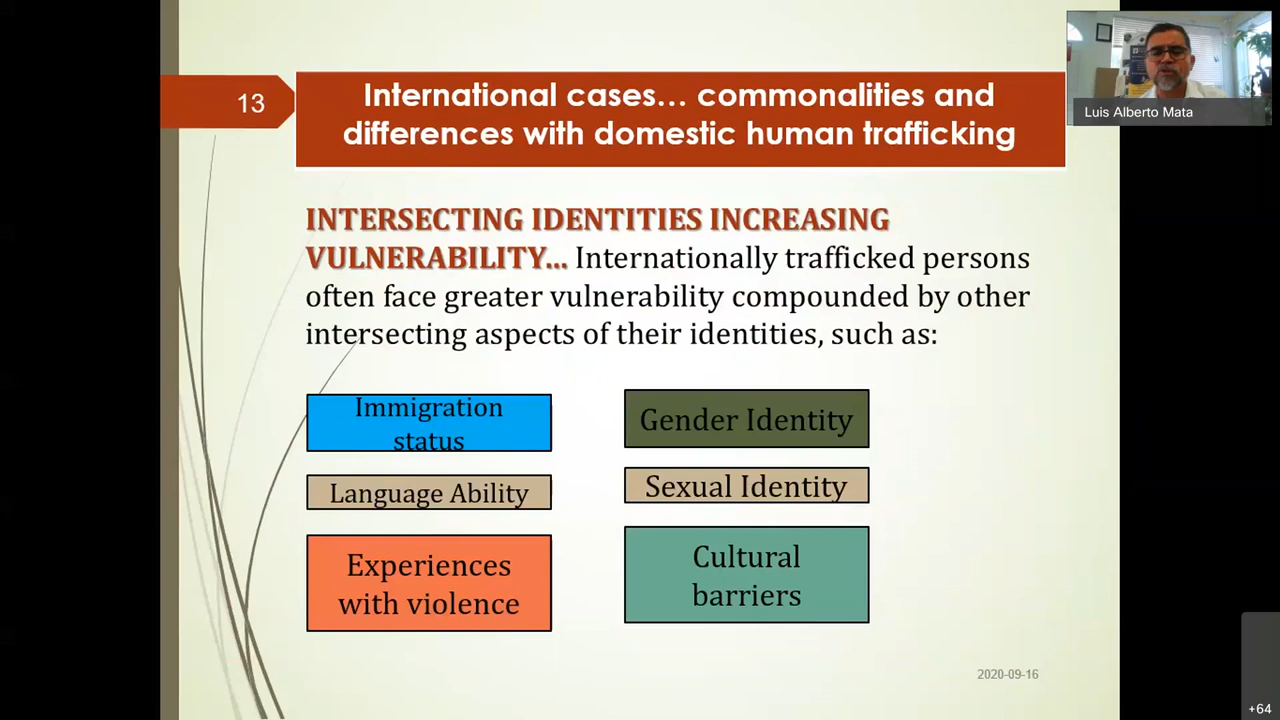 13
International cases… commonalities and
differences with domestic human trafficking
Luis Alberto Mata
INTERSECTING IDENTITIES INCREASING
VULNERABILITY… Internationally trafficked persons
often face greater vulnerability compounded by other
intersecting aspects of their identities, such as:
Immigration
status
Gender Identity
Language Ability
Sexual Identity
Experiences
with violence
Cultural
barriers
2020-09-16
+64